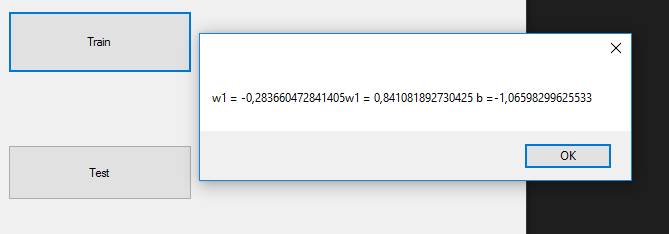 Train
w1 = -0,283660472841405w1 = 0,841081892730425 b =-1,06598299625533
OK
Test